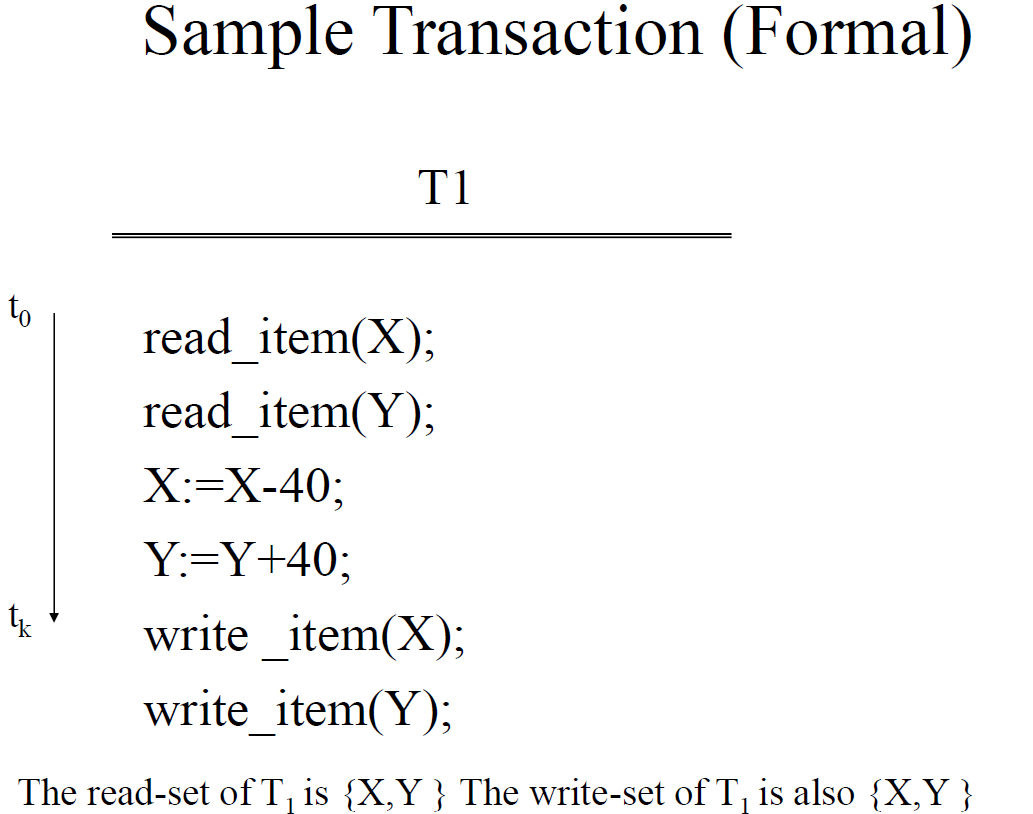 Sample Transaction (Formal)
T1
t0
read_item(X);
read_item(Y);
X:=X-40;
Y:=Y+40;
tk
write _item(X);
write_item(Y);
The read-set of T1 is {X,Y } The write-set of T1 is also {X,Y }